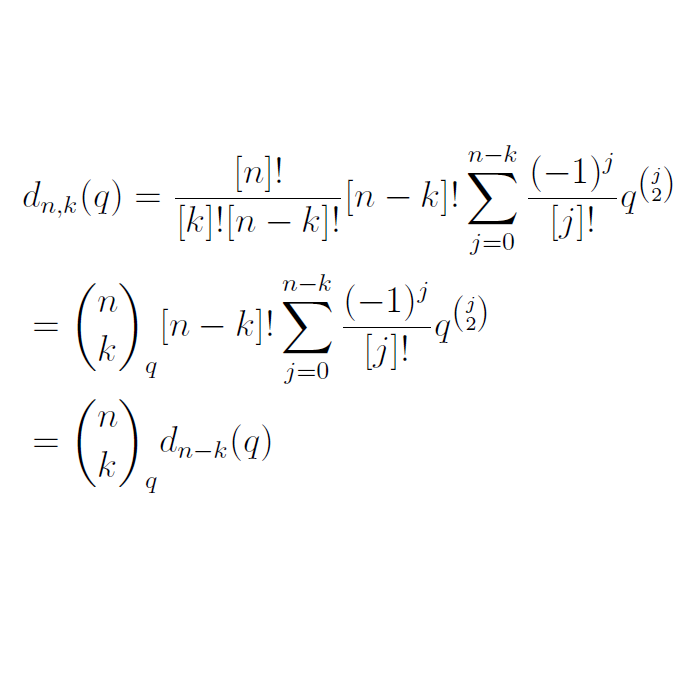 $d_{n,k}(q) = \frac{[n]!}{[k]![n-k]!}[n-k]!\sum_{j=0}^{n-k}\frac{(-1)^j}{[j]!}q^{\binom{j}{2}}$
$= \binom{n}{k}_q [n-k]!\sum_{j=0}^{n-k}\frac{(-1)^j}{[j]!}q^{\binom{j}{2}}$
$= \binom{n}{k}_q d_{n-k}(q)$